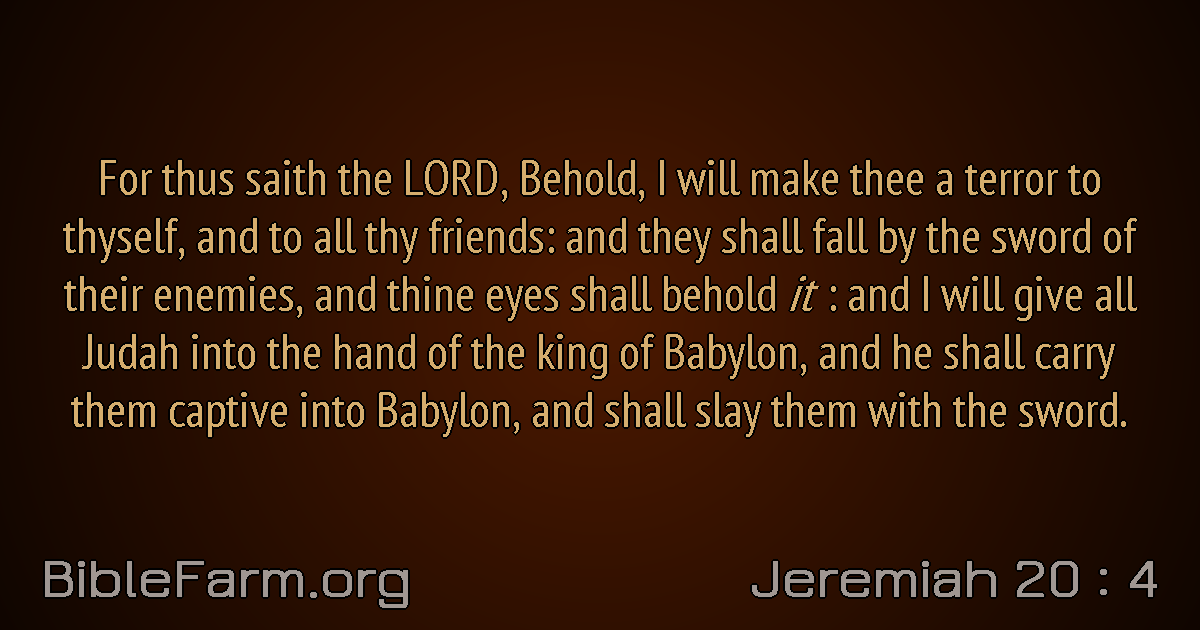 For thus saith the LORD, Behold, I will make thee a terror to
thyself, and to all thy friends: and they shall fall by the sword of
their enemies, and thine eyes shall behold it : and I will give all
Judah into the hand of the king of Babylon, and he shall carry
them captive into Babylon, and shall slay them with the sword.
BibleFarm.org
Jeremiah 20 : 4